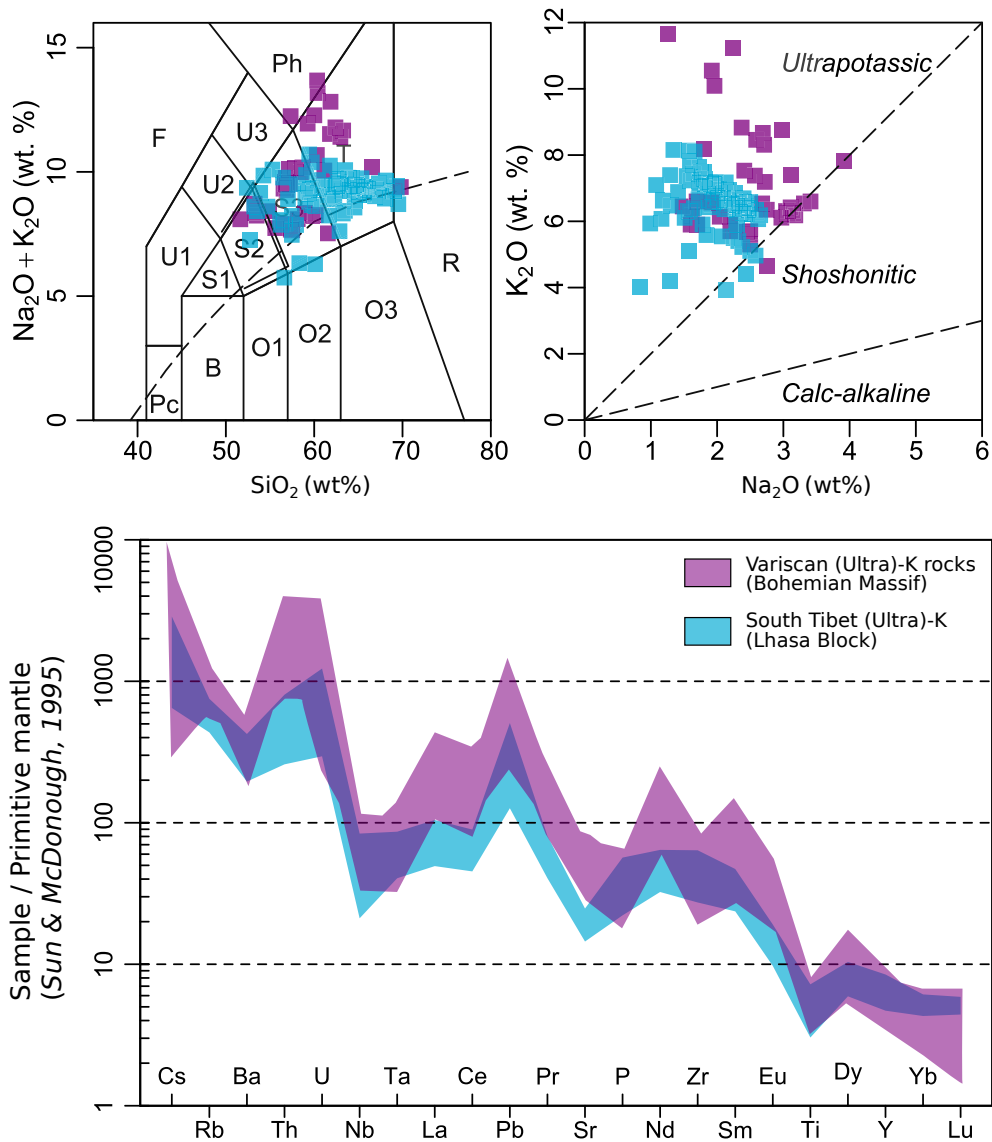 Na₂O + K₂O (wt. %)
15
10
5
0
F
Ph
U3
U2
U1
S3
S2
S1
T
R
O3
O2
O1
B
Pc
40
50
60
70
80
SiO₂ (wt%)
K₂O (wt. %)
12
10
8
6
4
2
0
Ultrapotassic
Shoshonitic
Calc-alkaline
0
1
2
3
4
5
6
Na₂O (wt%)
Sample / Primitive mantle
(Sun & McDonough, 1995)
10000
1000
100
10
1
Variscan (Ultra)-K rocks
(Bohemian Massif)
South Tibet (Ultra)-K
(Lhasa Block)
Cs
Ba
U
Ta
Ce
Pr
P
Zr
Eu
Dy
Yb
Rb
Th
Nb
La
Pb
Sr
Nd
Sm
Ti
Y
Lu